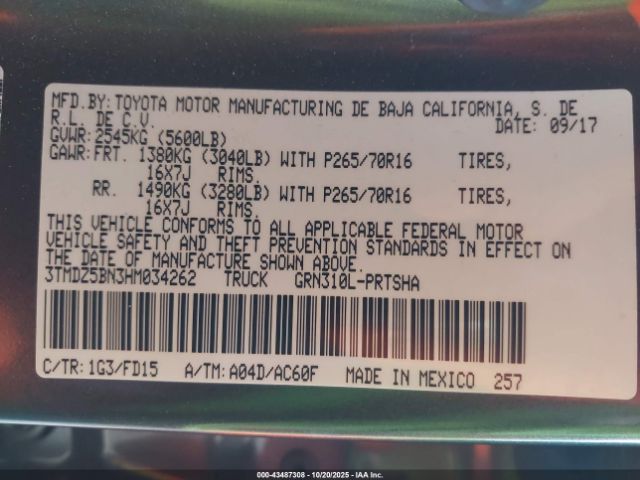 MFD.BY: TOYOTA MOTOR MANUFACTURING DE BAJA CALIFORNIA, S. DE
R.L. DE C.V. DATE: 09/17
GVWR: 2545KG (5600LB)
GAWR: FRT. 1380KG (3040LB) WITH P265/70R16 TIRES,
16X7J RIMS.
RR. 1490KG (3280LB) WITH P265/70R16 TIRES,
16X7J RIMS.
THIS VEHICLE CONFORMS TO ALL APPLICABLE FEDERAL MOTOR
VEHICLE SAFETY AND THEFT PREVENTION STANDARDS IN EFFECT ON
THE DATE OF MANUFACTURE SHOWN ABOVE.
3TMDZ5BN3HM034262 TRUCK GRN310L-PRTSHA
C/TR: 1G3/FD15 A/TM: A04D/AC60F MADE IN MEXICO 257
000-43487308 - 10/20/2025 - IAA Inc.